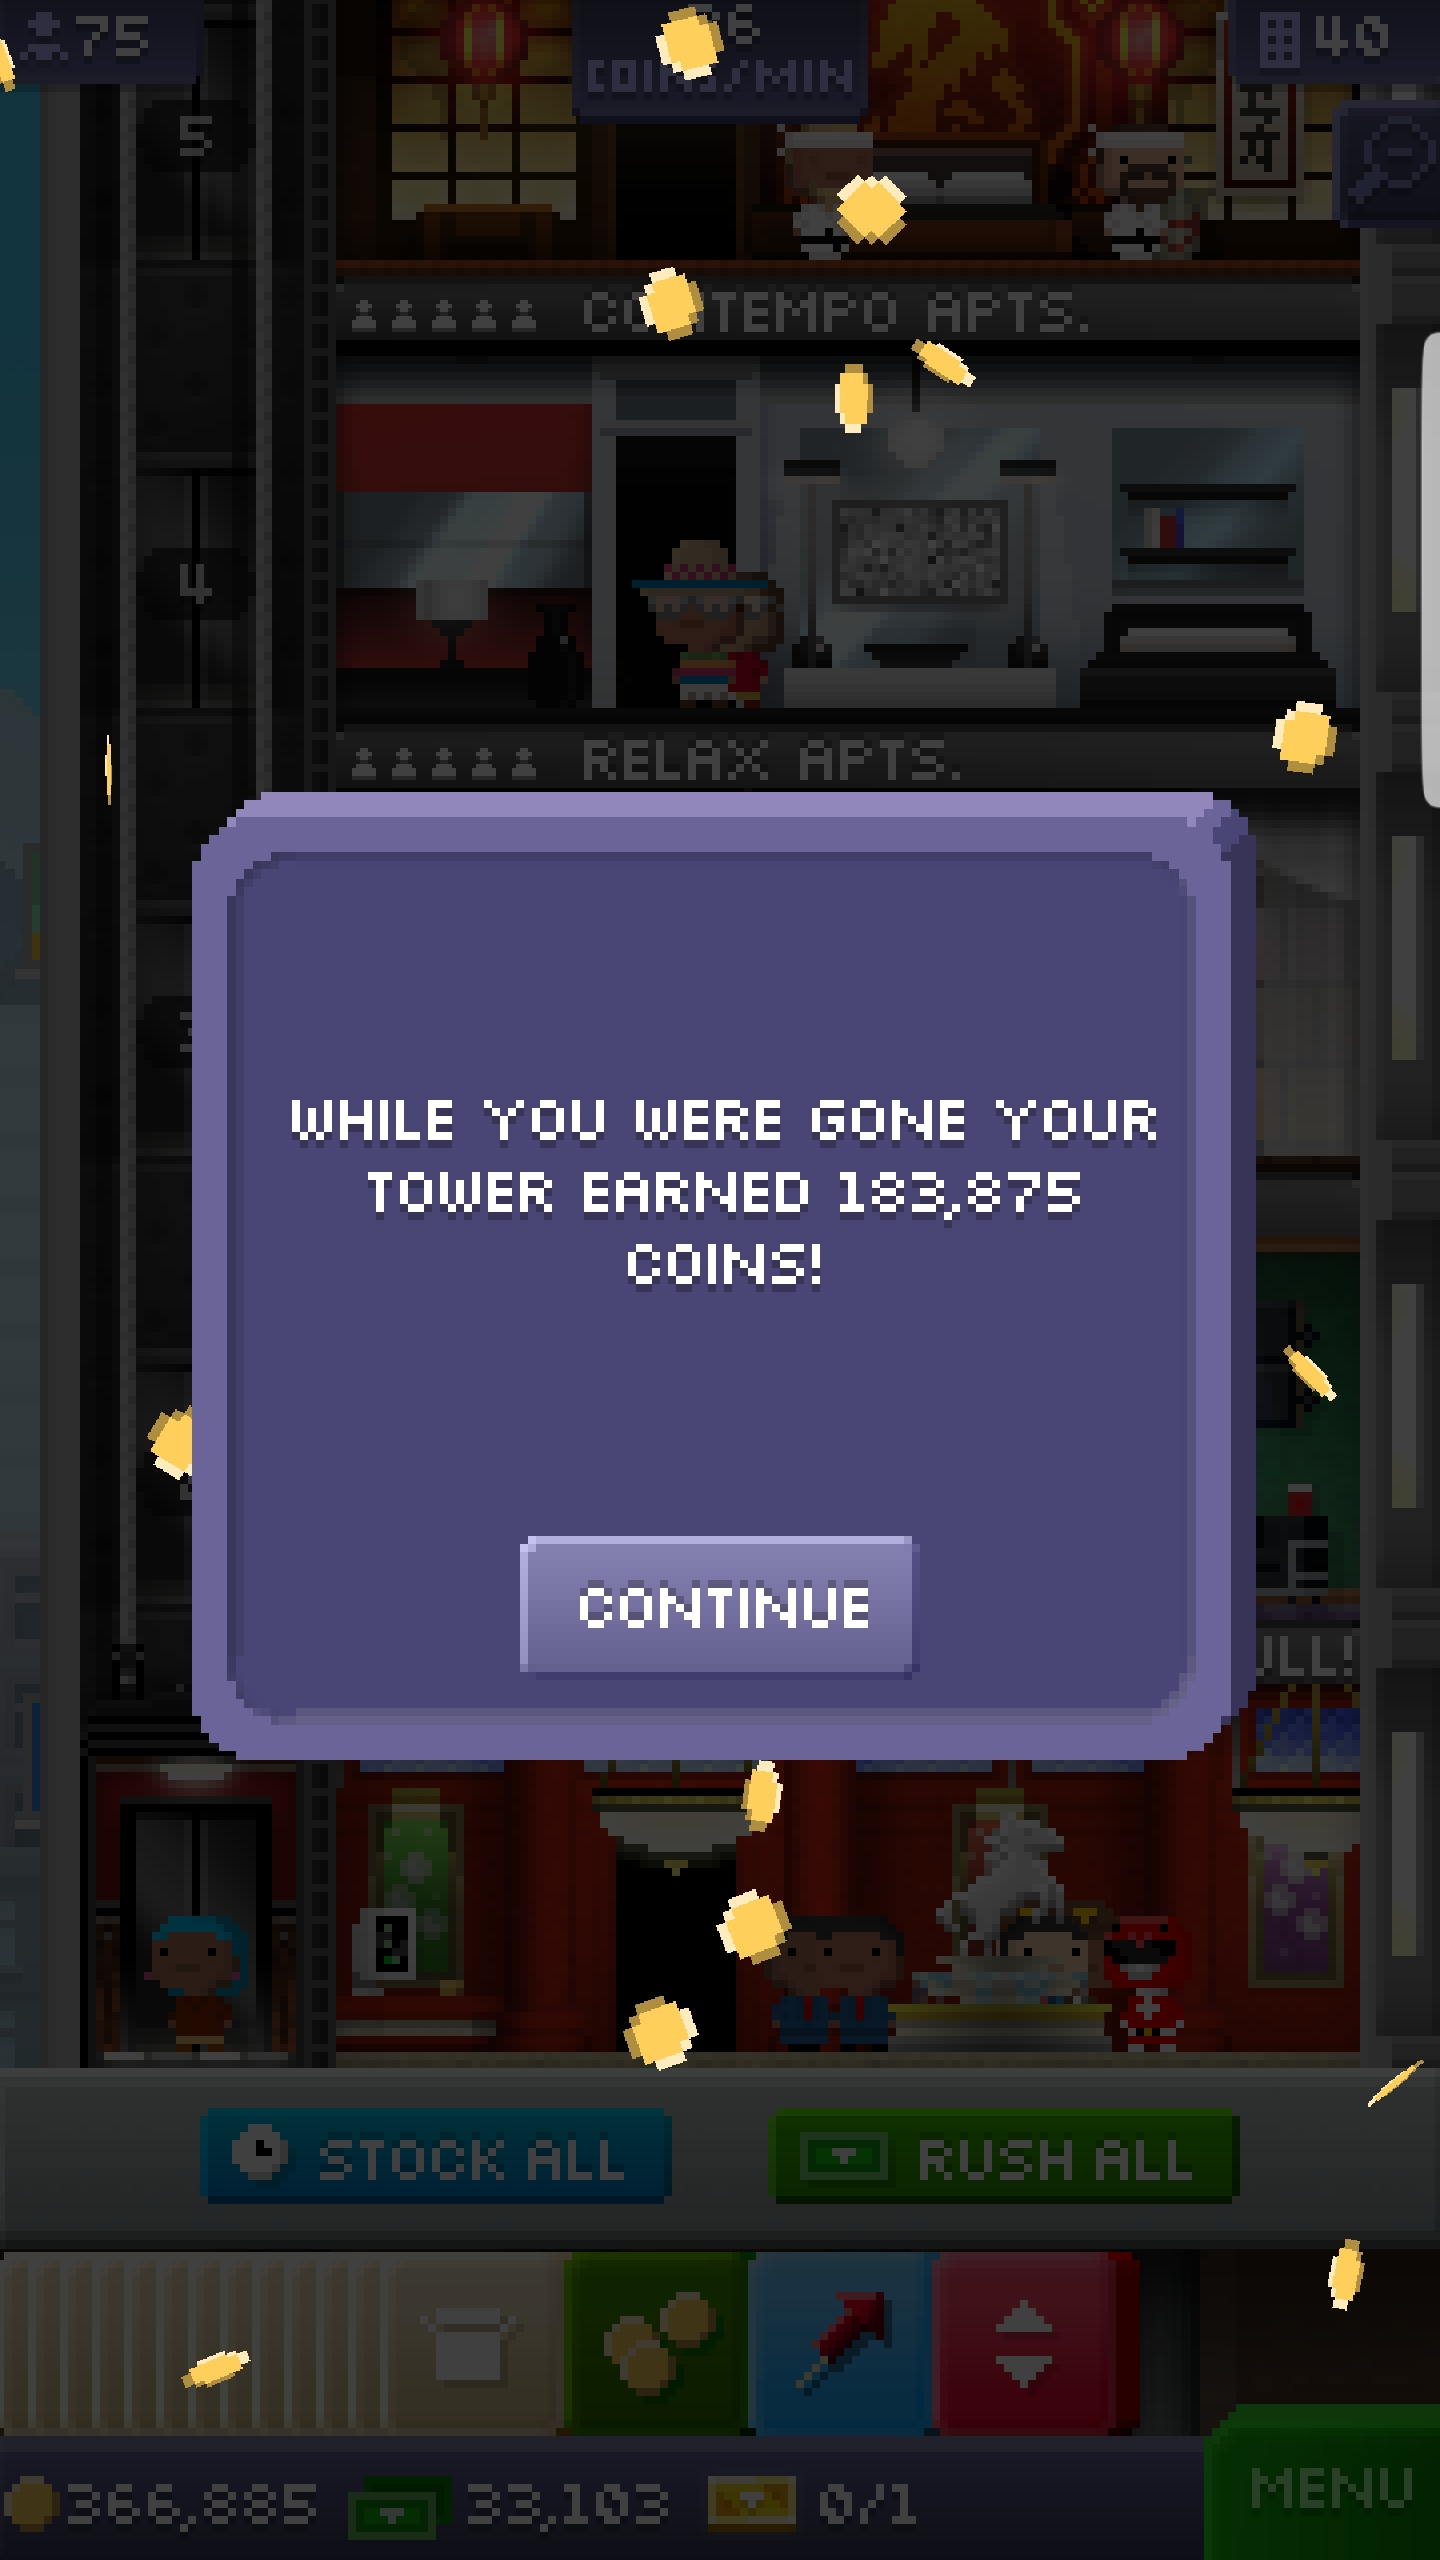 75
6
COINS/MIN
40
5
CONTEMPO APTS.
4
RELAX APTS.
WHILE YOU WERE GONE YOUR
TOWER EARNED 183,875
COINS!
CONTINUE
STOCK ALL
RUSH ALL
366,885
33,103
0/1
MENU